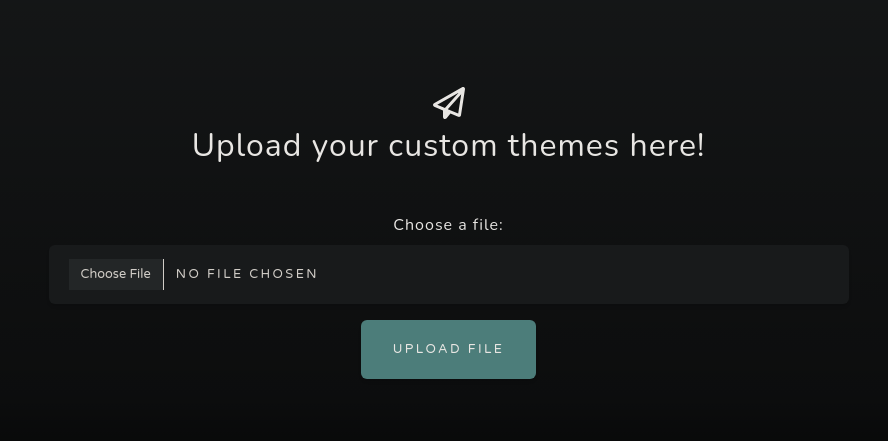 Upload your custom themes here!
Choose a file:
Choose File NO FILE CHOSEN
UPLOAD FILE